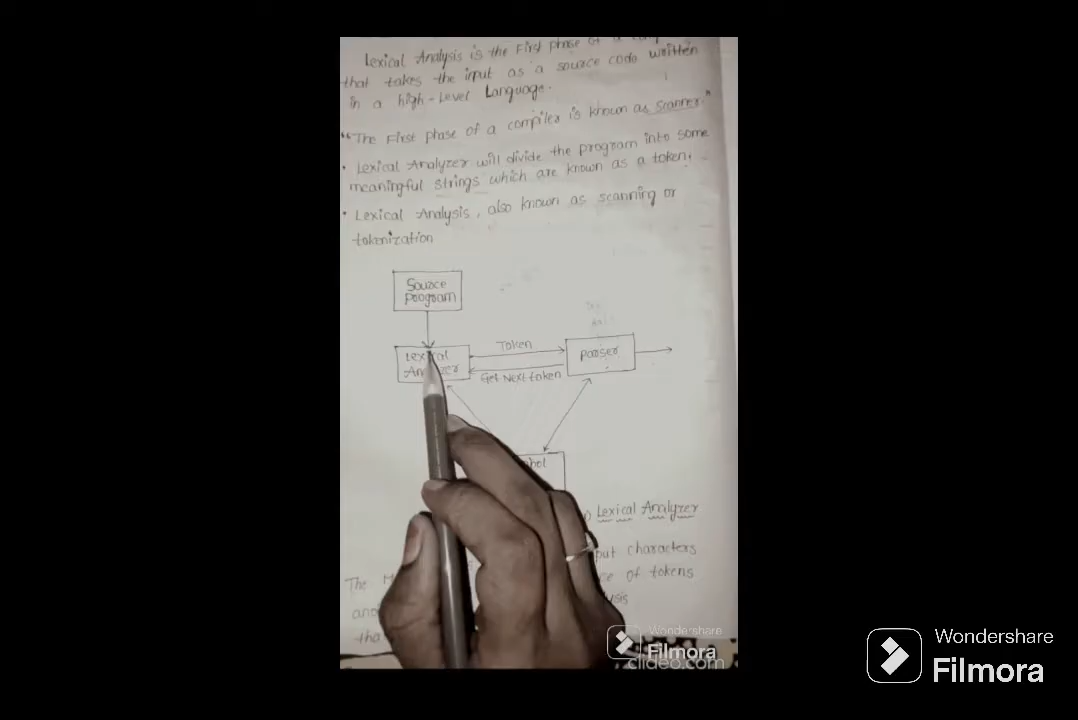 Lexical Analysis is the First phase of a
that takes the input as a source code written
in a high-Level Language.
"The First phase of a compiler is known as scanner."
• Lexical Analyzer will divide the program into some
meaningful strings which are known as a token.
• Lexical Analysis, also known as scanning or
tokenization
Source
program
Lexical
Token
parser
Get Next token
Lexical Analyzer
put characters
The
of tokens
Wondershare
Filmora
clideo.com
Wondershare
Filmora